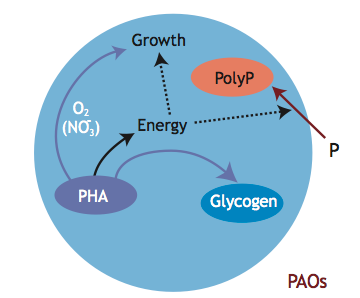 Growth
PolyP
O₂
(NO₃⁻)
Energy
P
PHA
Glycogen
PAOs